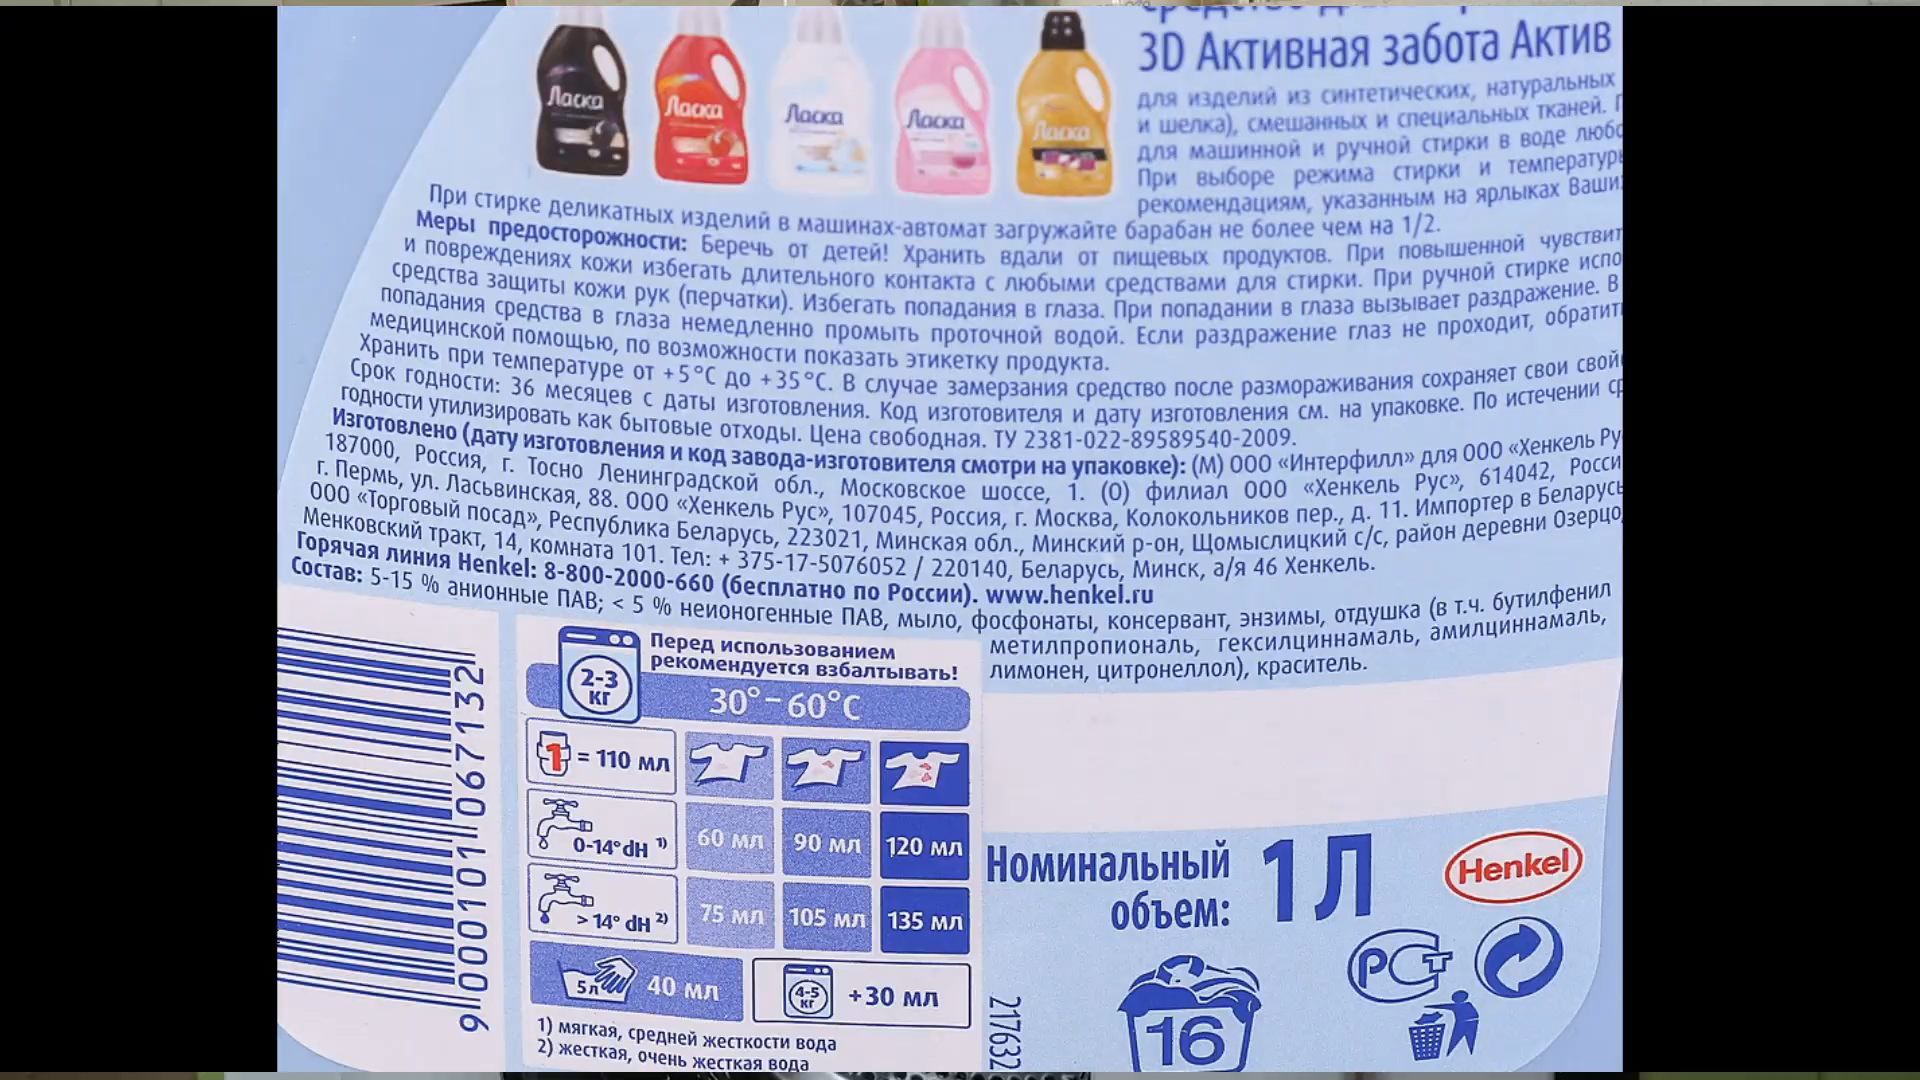 Ласка
Ласка
Ласка
Ласка
Ласка
3D Активная забота Актив
для изделий из синтетических, натуральных
и шелка), смешанных и специальных тканей.
для машинной и ручной стирки в воде
При выборе режима стирки и
рекомендациям, указанным на ярлыках
При стирке деликатных изделий в машинах-автомат загружайте барабан не более чем на 1/2.
Меры предосторожности: Беречь от детей! Хранить вдали от пищевых продуктов. При повышенной чувствит
и повреждениях кожи избегать длительного контакта с любыми средствами для стирки. При ручной стирке испо
средства защиты кожи рук (перчатки). Избегать попадания в глаза. При попадании в глаза вызывает раздражение. В
попадания средства в глаза немедленно промыть проточной водой. Если раздражение глаз не проходит, обратит
медицинской помощью, по возможности показать этикетку продукта.
Хранить при температуре от +5°C до +35°C. В случае замерзания средство после размораживания сохраняет свои свой
Срок годности: 36 месяцев с даты изготовления. Код изготовителя и дату изготовления см. на упаковке. По истечении ср
годности утилизировать как бытовые отходы. Цена свободная. ТУ 2381-022-89589540-2009.
Изготовлено (дату изготовления и код завода-изготовителя смотри на упаковке): (М) ООО «Интерфилл» для ООО «Хенкель Ру
187000, Россия, г. Тосно Ленинградской обл., Московское шоссе, 1. (О) филиал ООО «Хенкель Рус», 614042, Росси
г. Пермь, ул. Ласьвинская, 88. ООО «Хенкель Рус», 107045, Россия, г. Москва, Колокольников пер., д. 11. Импортер в Беларусь
ООО «Торговый посад», Республика Беларусь, 223021, Минская обл., Минский р-он, Щомыслицкий с/с, район деревни Озерцо,
Менковский тракт, 14, комната 101. Тел: + 375-17-5076052 / 220140, Беларусь, Минск, а/я 46 Хенкель.
Горячая линия Henkel: 8-800-2000-660 (бесплатно по России). www.henkel.ru
Состав: 5-15 % анионные ПАВ; < 5 % неионогенные ПАВ, мыло, фосфонаты, консервант, энзимы, отдушка (в т.ч. бутилфенил
метилпропиональ, гексилциннамаль, амилциннамаль,
лимонен, цитронеллол), краситель.
9 000101 067132
Перед использованием
рекомендуется взбалтывать!
2-3
кг
30°–60°C
1 = 110 мл
0-14°dH 1)
60 мл
90 мл
120 мл
> 14° dH 2)
75 мл
105 мл
135 мл
5л
40 мл
4-5
кг
+30 мл
1) мягкая, средней жесткости вода
2) жесткая, очень жесткая вода
217632
Номинальный
объем:
1Л
Henkel
16
РСТ